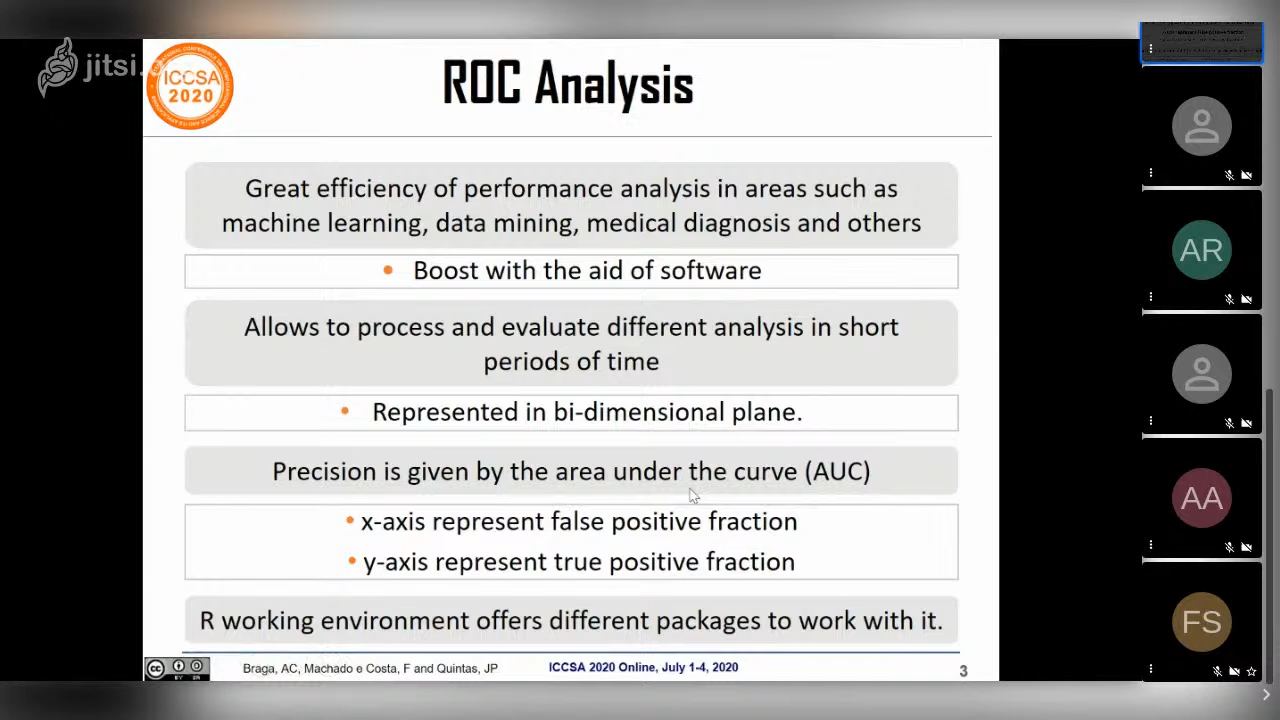 jitsi.
ICCSA
2020
ROC Analysis
Great efficiency of performance analysis in areas such as
machine learning, data mining, medical diagnosis and others
• Boost with the aid of software
Allows to process and evaluate different analysis in short
periods of time
• Represented in bi-dimensional plane.
Precision is given by the area under the curve (AUC)
• x-axis represent false positive fraction
• y-axis represent true positive fraction
R working environment offers different packages to work with it.
Braga, AC, Machado e Costa, F and Quintas, JP
ICCSA 2020 Online, July 1-4, 2020
3
AR
AA
FS